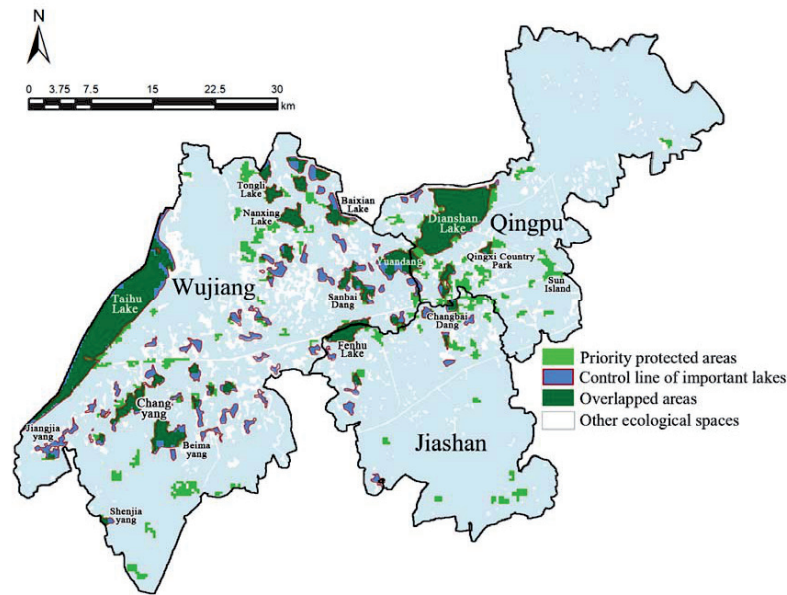 N
0 3.75 7.5 15 22.5 30
km
Tongli
Lake
Baixian
Lake
Nanxing
Lake
Dianshan
Lake
Qingpu
Qingxi Country
Park
Yuandang
Sun
Island
Wujiang
Taihu
Lake
Sanbai
Dang
Changbai
Dang
Fenhu
Lake
Priority protected areas
Control line of important lakes
Overlapped areas
Other ecological spaces
Chang-
yang
Jiangjia
yang
Beima
yang
Jiashan
Shenjia
yang